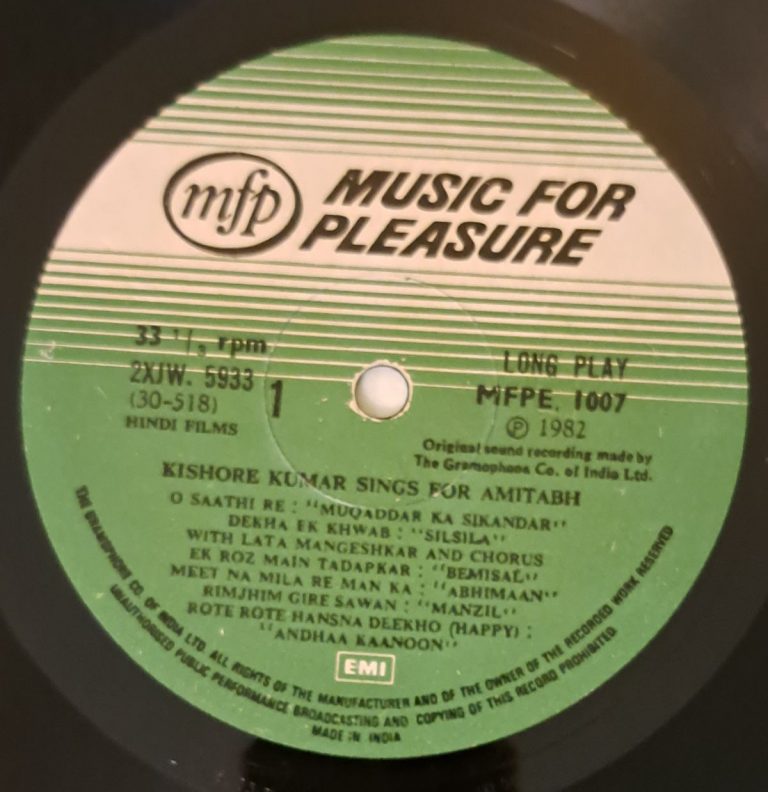 mfp MUSIC FOR
PLEASURE
33 1/3 rpm
2XJW. 5933
(30-518)
HINDI FILMS
1
LONG PLAY
MFPE. 1007
℗ 1982
Original sound recording made by
The Gramophone Co. of India Ltd.
KISHORE KUMAR SINGS FOR AMITABH
O SAATHI RE : "MUQADDAR KA SIKANDAR"
DEKHA EK KHWAB : "SILSILA"
WITH LATA MANGESHKAR AND CHORUS
EK ROZ MAIN TADAPKAR : "BEMISAL"
MEET NA MILA RE MAN KA : "ABHIMAAN"
RIMJHIM GIRE SAWAN : "MANZIL"
ROTE ROTE HANSNA DEEKHO (HAPPY) :
"ANDHAA KAANOON"
EMI
THE GRAMOPHONE CO. OF INDIA LTD. ALL RIGHTS OF THE MANUFACTURER AND OF THE OWNER OF THE RECORDED WORK RESERVED
UNAUTHORISED PUBLIC PERFORMANCE BROADCASTING AND COPYING OF THIS RECORD PROHIBITED
MADE IN INDIA